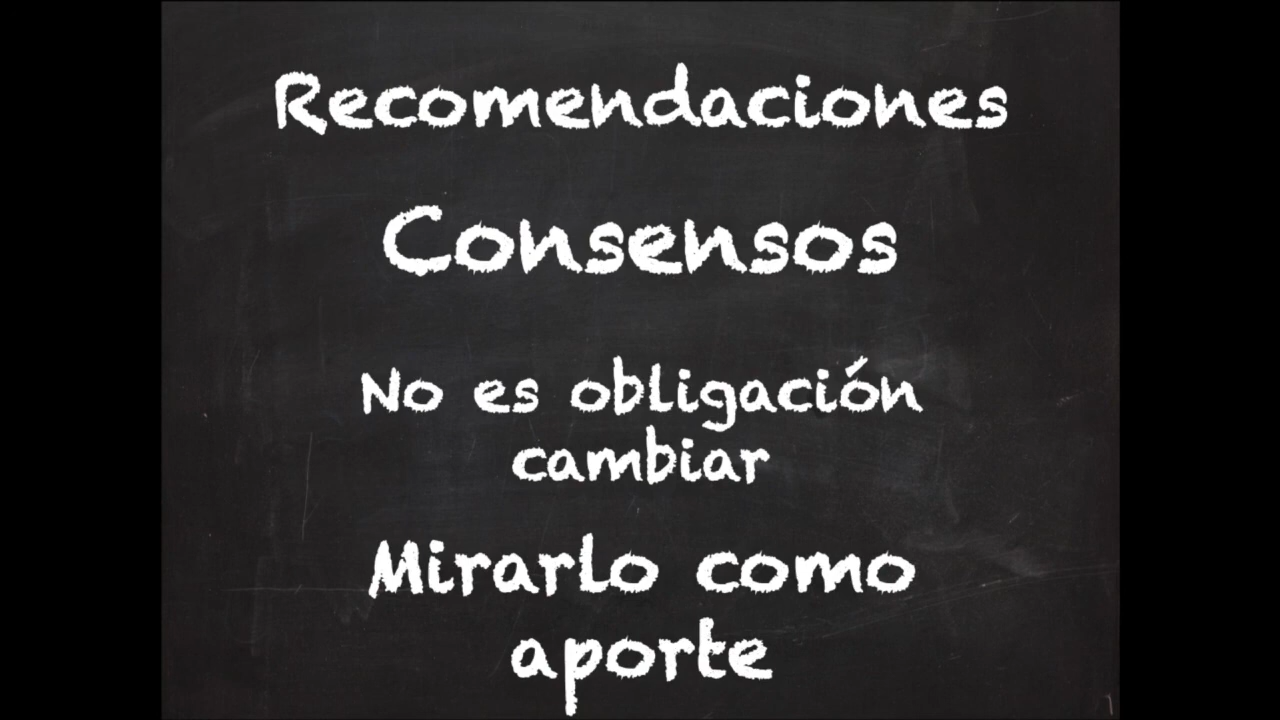 Recomendaciones
Consensos
No es obligación
cambiar
Mirarlo como
aporte